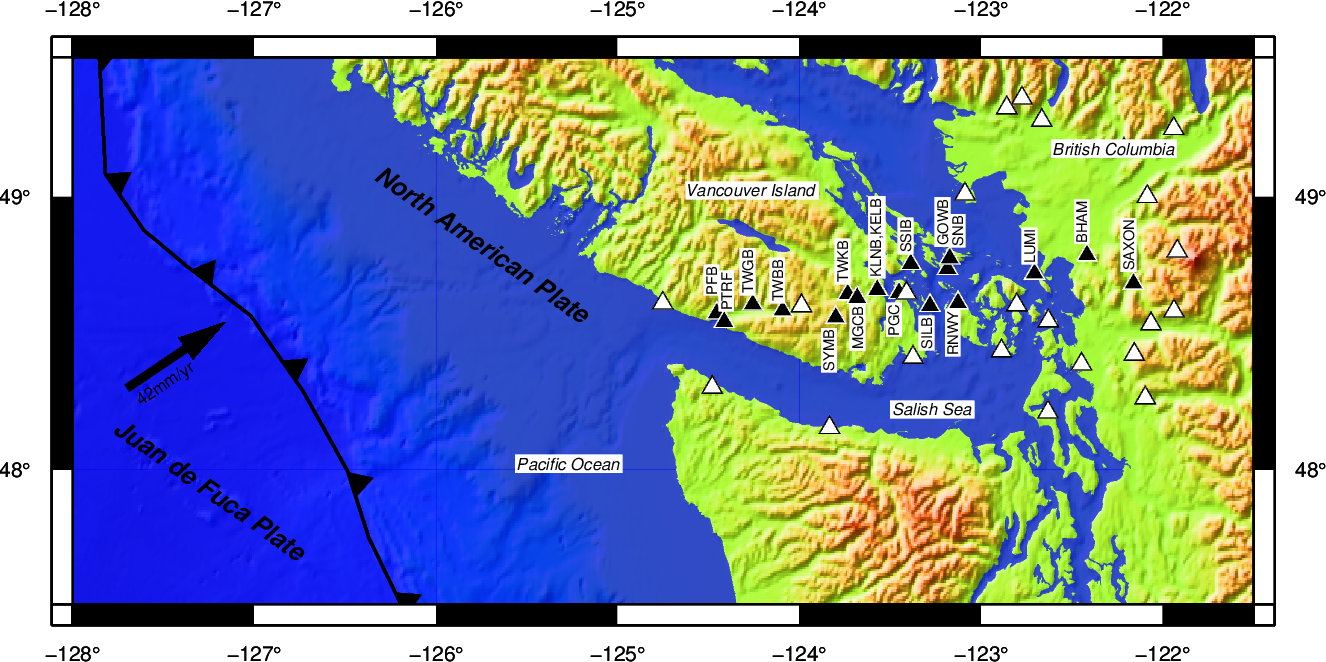 −128° −127° −126° −125° −124° −123° −122°
49° 49°
48° 48°
British Columbia
Vancouver Island
North American Plate
PFB
PTRF
TWGB
TWBB
TWKB
KLNB.KELB
SSIB
GOWB
SNB
LUMI
BHAM
SAXON
SYMB
MGCB
PGC
SILB
RNWY
42mm/yr
Salish Sea
Juan de Fuca Plate
Pacific Ocean
−128° −127° −126° −125° −124° −123° −122°